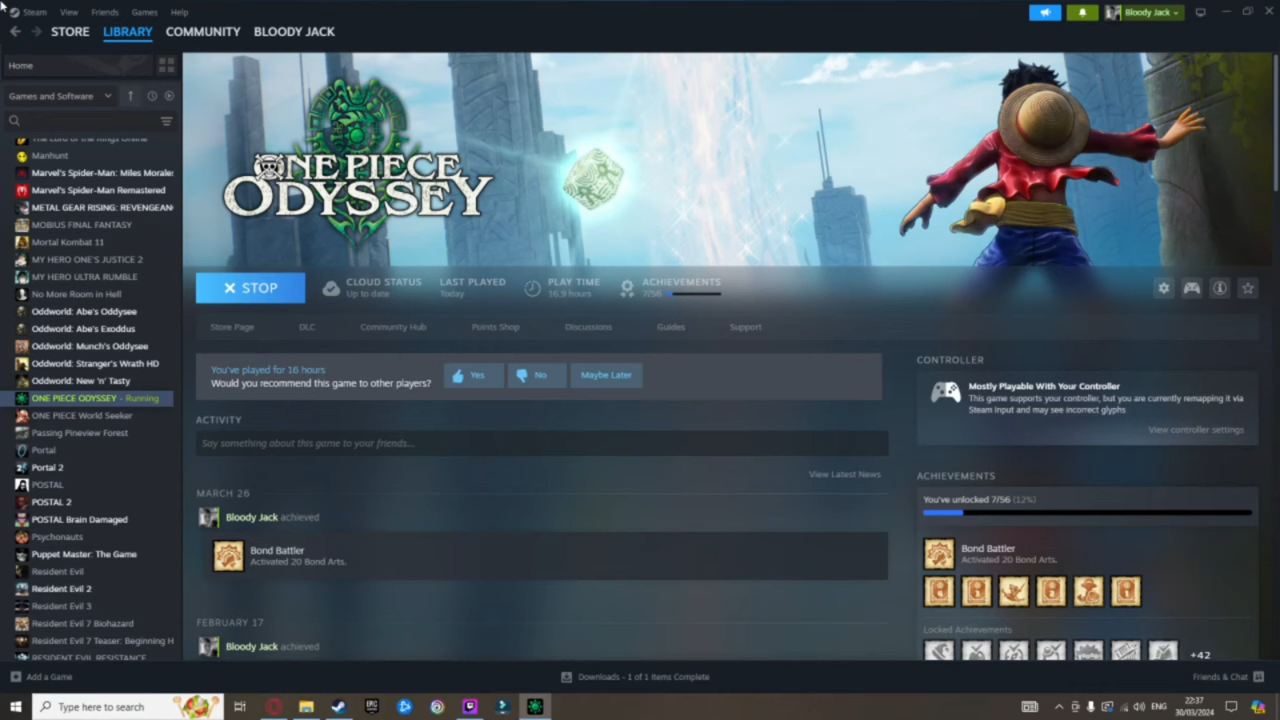 Steam View Friends Games Help
Bloody Jack
STORE LIBRARY COMMUNITY BLOODY JACK
Home
Games and Software
The Lord of the Rings Online
Manhunt
Marvel's Spider-Man: Miles Morales
Marvel's Spider-Man Remastered
METAL GEAR RISING: REVENGEAN
MOBIUS FINAL FANTASY
Mortal Kombat 11
MY HERO ONE'S JUSTICE 2
MY HERO ULTRA RUMBLE
No More Room in Hell
Oddworld: Abe's Oddysee
Oddworld: Abe's Exoddus
Oddworld: Munch's Oddysee
Oddworld: Stranger's Wrath HD
Oddworld: New 'n' Tasty
ONE PIECE ODYSSEY - Running
ONE PIECE World Seeker
Passing Pineview Forest
Portal
Portal 2
POSTAL
POSTAL 2
POSTAL Brain Damaged
Psychonauts
Puppet Master: The Game
Resident Evil
Resident Evil 2
Resident Evil 3
Resident Evil 7 Biohazard
Resident Evil 7 Teaser: Beginning H
RESIDENT EVIL RESISTANCE
Add a Game
ONE PIECE
ODYSSEY
STOP
CLOUD STATUS
Up to date
LAST PLAYED
Today
PLAY TIME
16.9 hours
ACHIEVEMENTS
7/56
Store Page DLC Community Hub Points Shop Discussions Guides Support
You've played for 16 hours
Would you recommend this game to other players?
Yes No Maybe Later
ACTIVITY
Say something about this game to your friends...
View Latest News
MARCH 26
Bloody Jack achieved
Bond Battler
Activated 20 Bond Arts.
FEBRUARY 17
Bloody Jack achieved
CONTROLLER
Mostly Playable With Your Controller
This game supports your controller, but you are currently remapping it via
Steam Input and may see incorrect glyphs
View controller settings
ACHIEVEMENTS
You've unlocked 7/56 (12%)
Bond Battler
Activated 20 Bond Arts.
Locked Achievements
+42
Downloads - 1 of 1 Items Complete
Friends & Chat
Type here to search
EPIC
ENG
22:37
30/03/2024